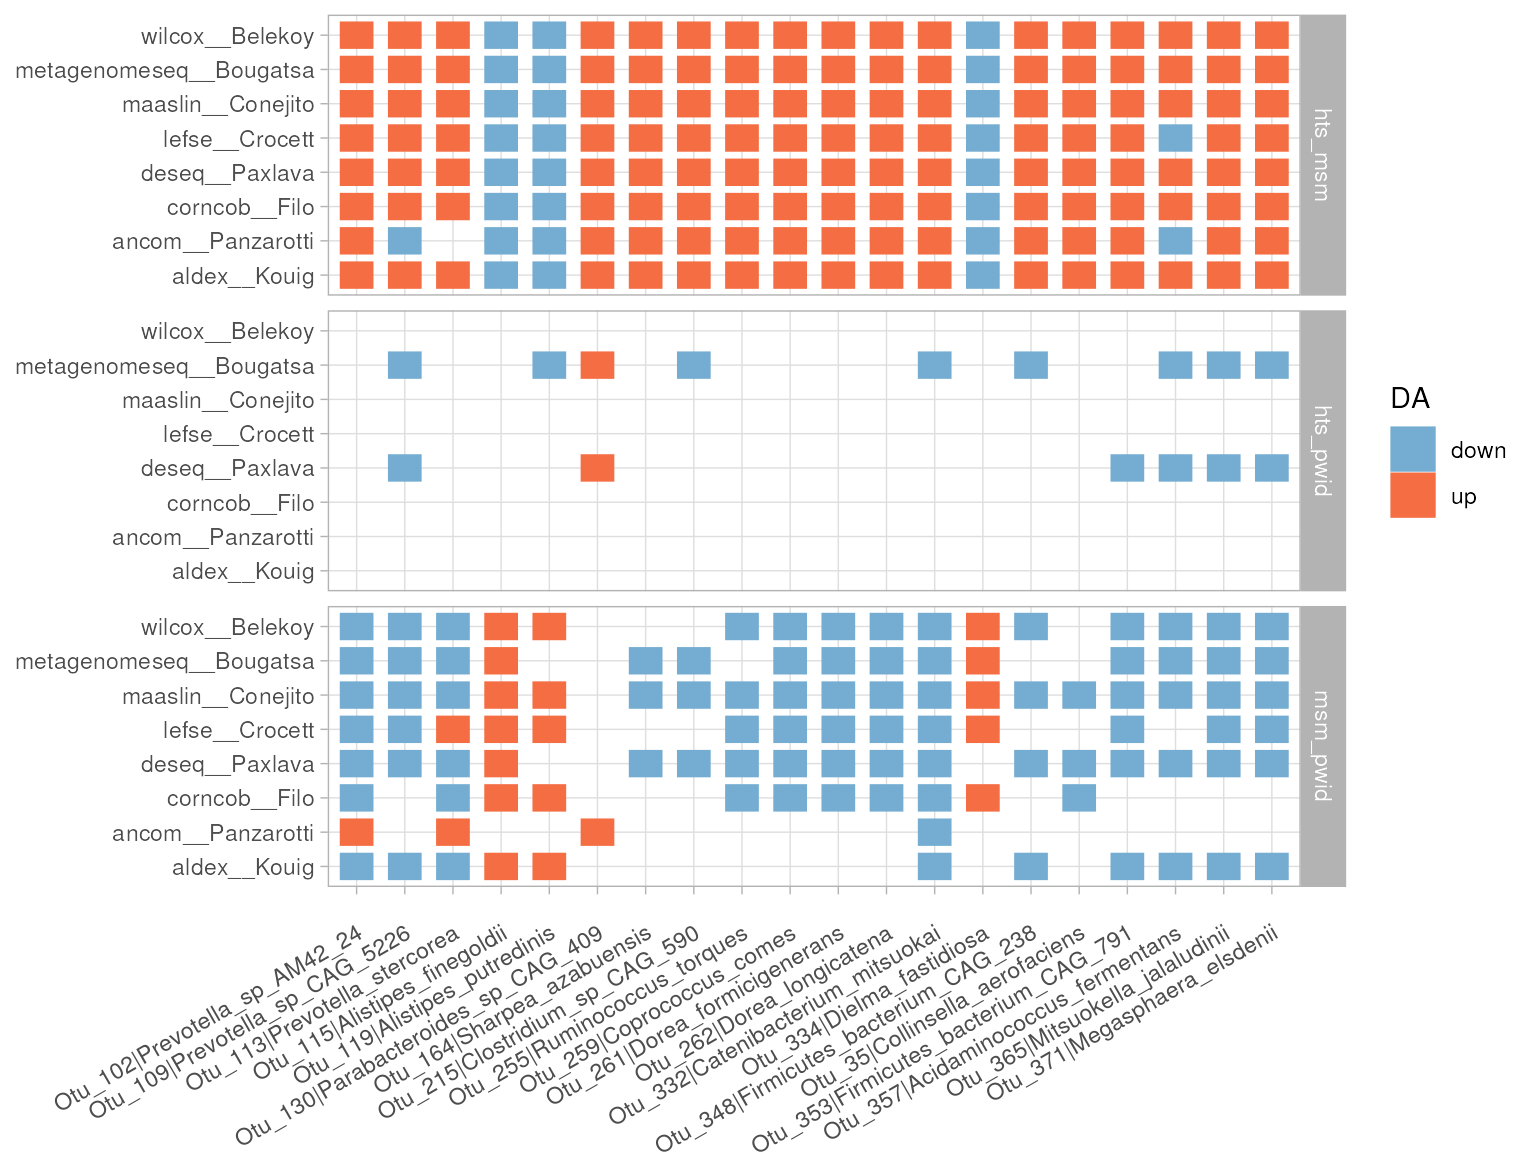 wilcox__Belekoy
metagenomeseq__Bougatsa
maaslin__Conejito
lefse__Crocett
deseq__Paxlava
corncob__Filo
ancom__Panzarotti
aldex__Kouig
hts_msm
wilcox__Belekoy
metagenomeseq__Bougatsa
maaslin__Conejito
lefse__Crocett
deseq__Paxlava
corncob__Filo
ancom__Panzarotti
aldex__Kouig
hts_pwid
wilcox__Belekoy
metagenomeseq__Bougatsa
maaslin__Conejito
lefse__Crocett
deseq__Paxlava
corncob__Filo
ancom__Panzarotti
aldex__Kouig
msm_pwid
Otu_102|Prevotella_sp_AM42_24
Otu_109|Prevotella_sp_CAG_5226
Otu_113|Prevotella_stercorea
Otu_115|Alistipes_finegoldii
Otu_119|Alistipes_putredinis
Otu_130|Parabacteroides_sp_CAG_409
Otu_164|Sharpea_azabuensis
Otu_215|Clostridium_sp_CAG_590
Otu_255|Ruminococcus_torques
Otu_259|Coprococcus_comes
Otu_261|Dorea_formicigenerans
Otu_262|Dorea_longicatena
Otu_332|Catenibacterium_mitsuokai
Otu_334|Dielma_fastidiosa
Otu_348|Firmicutes_bacterium_CAG_238
Otu_35|Collinsella_aerofaciens
Otu_353|Firmicutes_bacterium_CAG_791
Otu_357|Acidaminococcus_fermentans
Otu_365|Mitsuokella_jalaludinii
Otu_371|Megasphaera_elsdenii
DA
down
up